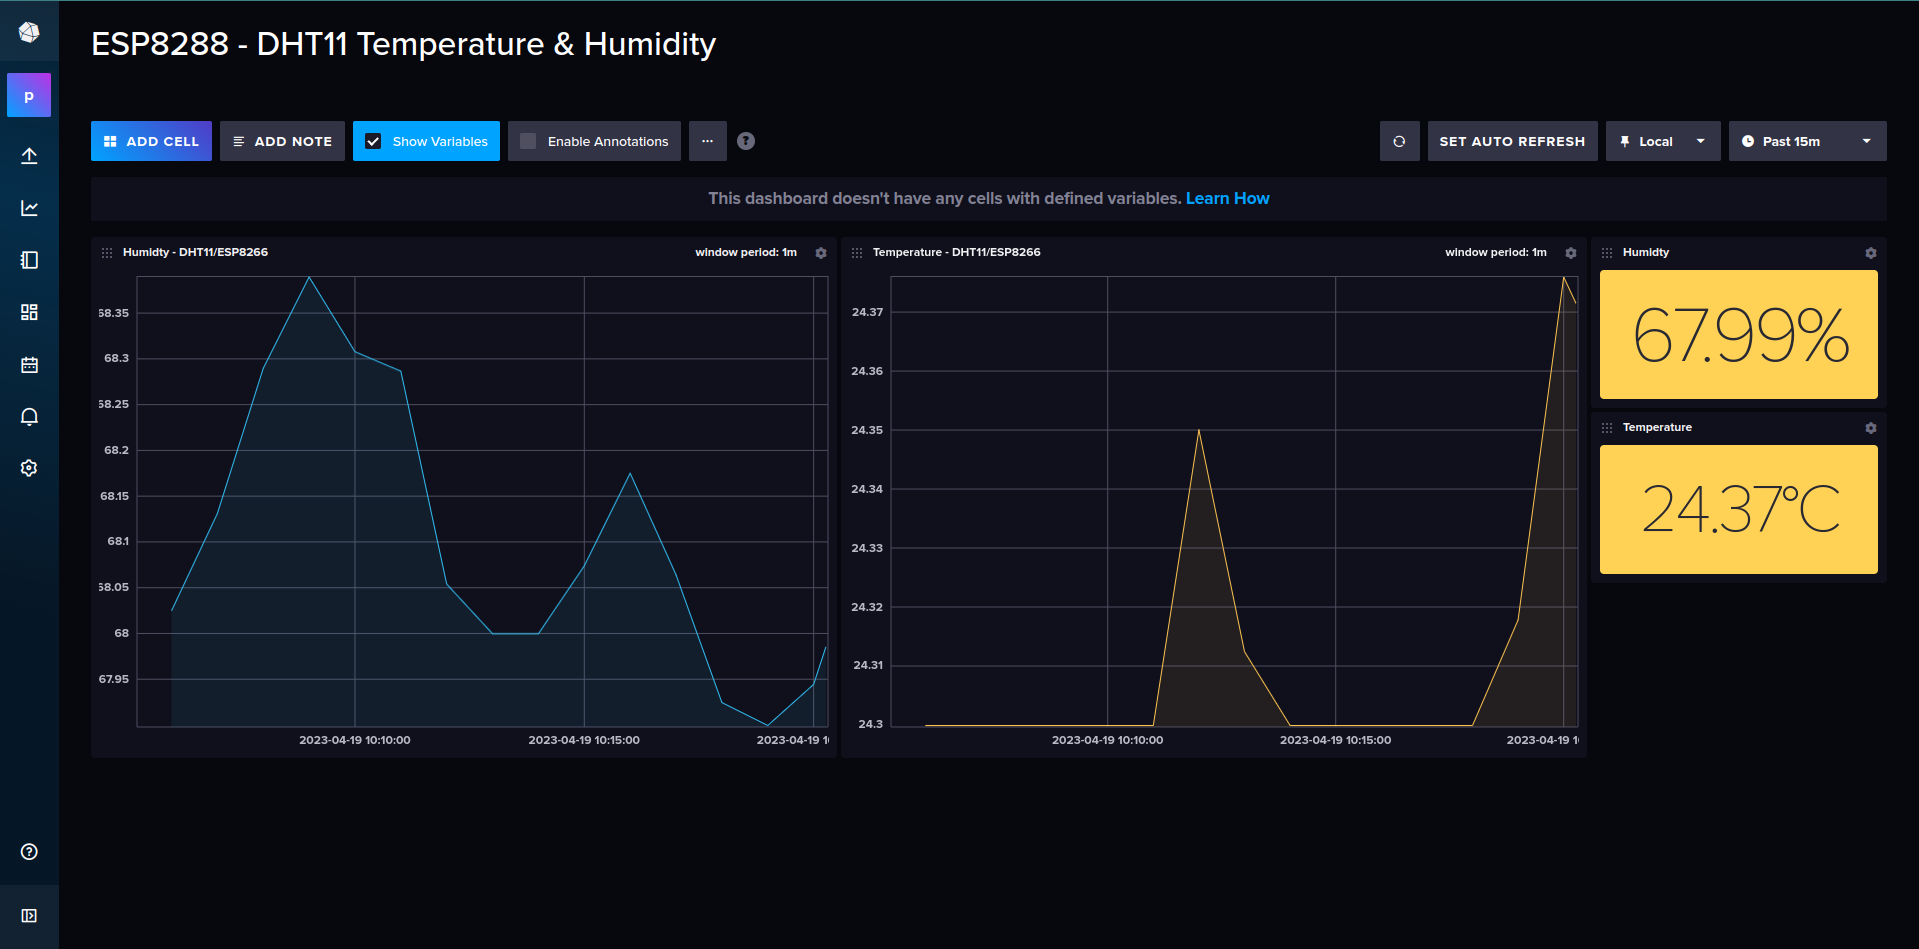 ESP8288 - DHT11 Temperature & Humidity
p
ADD CELL
ADD NOTE
Show Variables
Enable Annotations
...
?
SET AUTO REFRESH
Local
Past 15m
This dashboard doesn't have any cells with defined variables. Learn How
Humidty - DHT11/ESP8266
window period: 1m
68.35
68.3
68.25
68.2
68.15
68.1
68.05
68
67.95
2023-04-19 10:10:00
2023-04-19 10:15:00
2023-04-19 1
Temperature - DHT11/ESP8266
window period: 1m
24.37
24.36
24.35
24.34
24.33
24.32
24.31
24.3
2023-04-19 10:10:00
2023-04-19 10:15:00
2023-04-19 1
Humidty
67.99%
Temperature
24.37°C